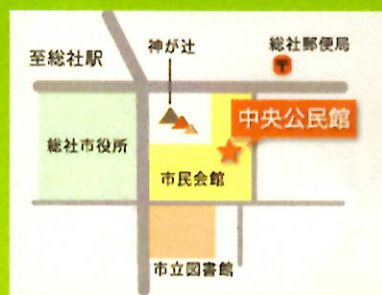 神が辻
総社郵便局
至総社駅
中央公民館
総社市役所
市民会館
市立図書館